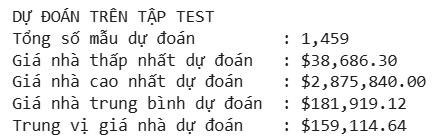 DỰ ĐOÁN TRÊN TẬP TEST
Tổng số mẫu dự đoán : 1,459
Giá nhà thấp nhất dự đoán : $38,686.30
Giá nhà cao nhất dự đoán : $2,875,840.00
Giá nhà trung bình dự đoán : $181,919.12
Trung vị giá nhà dự đoán : $159,114.64